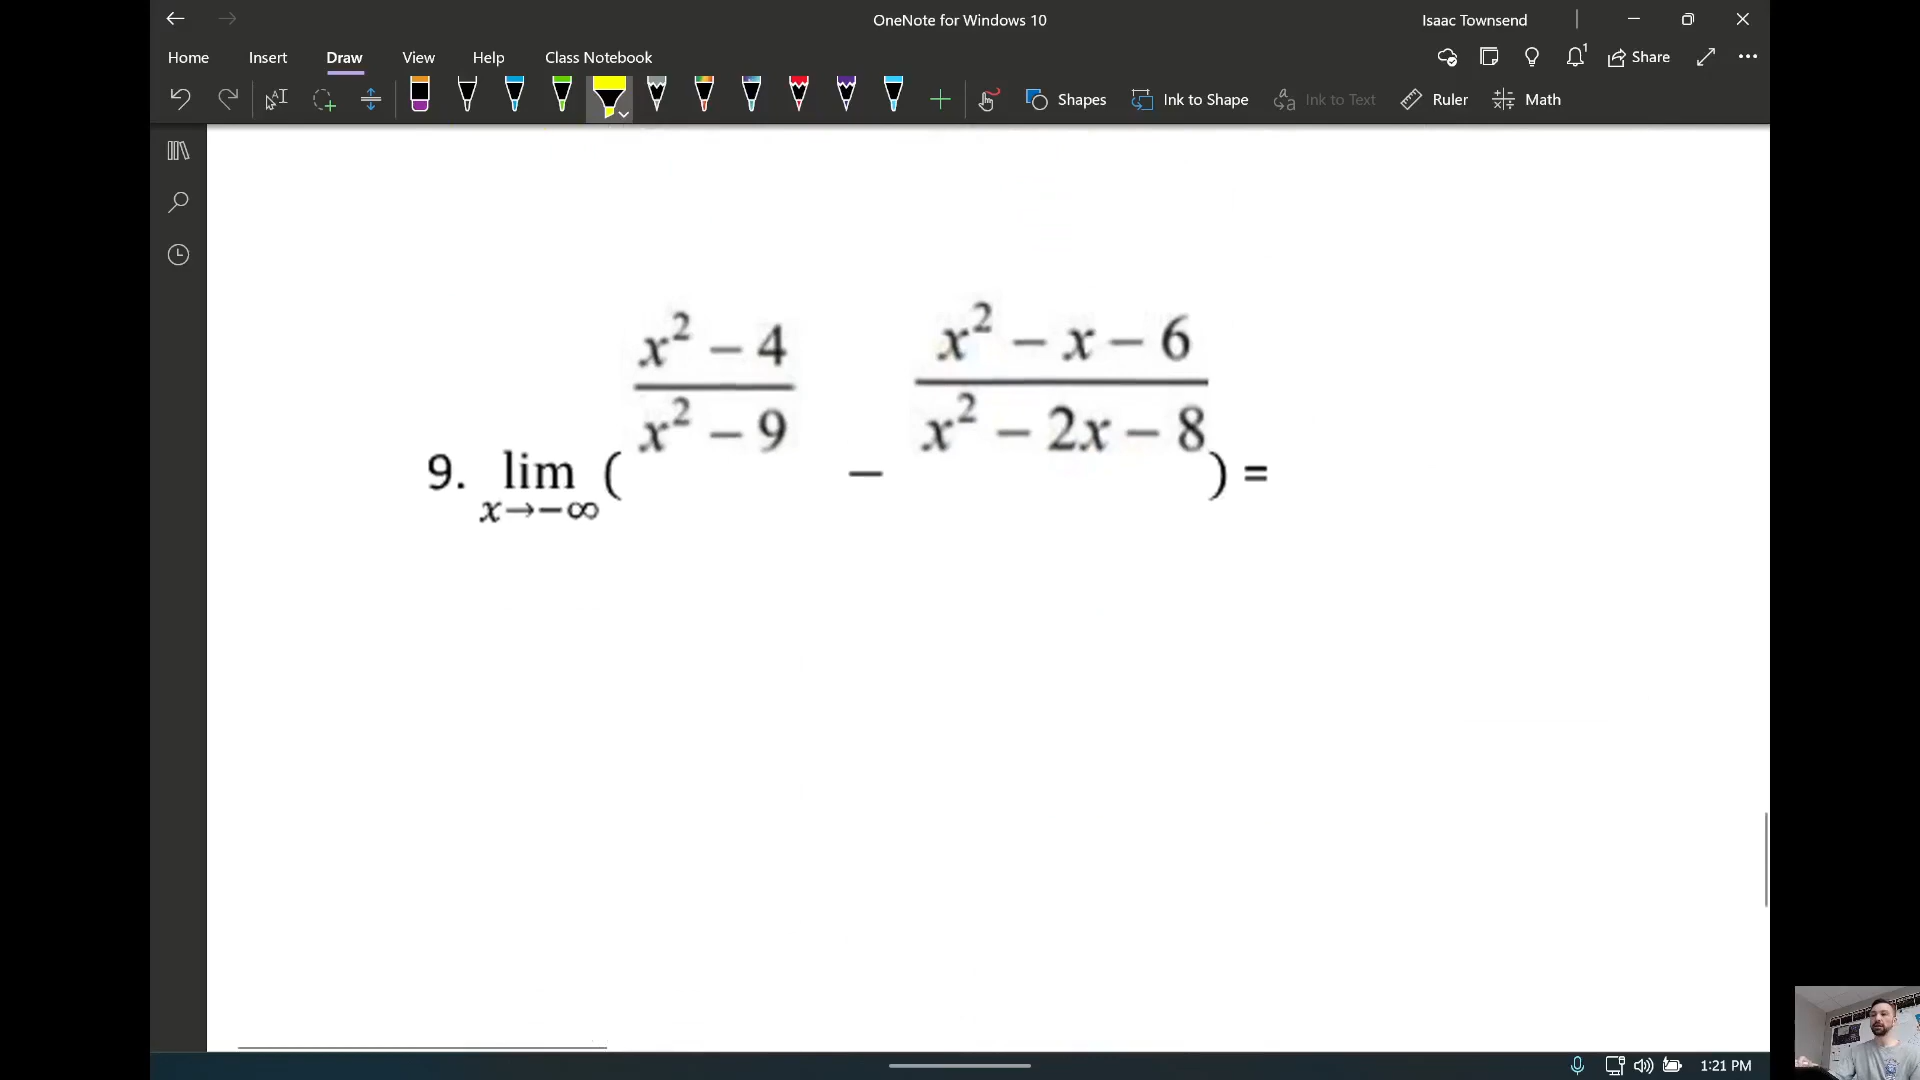 OneNote for Windows 10
Isaac Townsend
Home Insert Draw View Help Class Notebook
1 Share
Shapes Ink to Shape Ink to Text Ruler Math
9. lim x→−∞ ( (x² − 4)/(x² − 9) − (x² − x − 6)/(x² − 2x − 8) ) =
1:21 PM